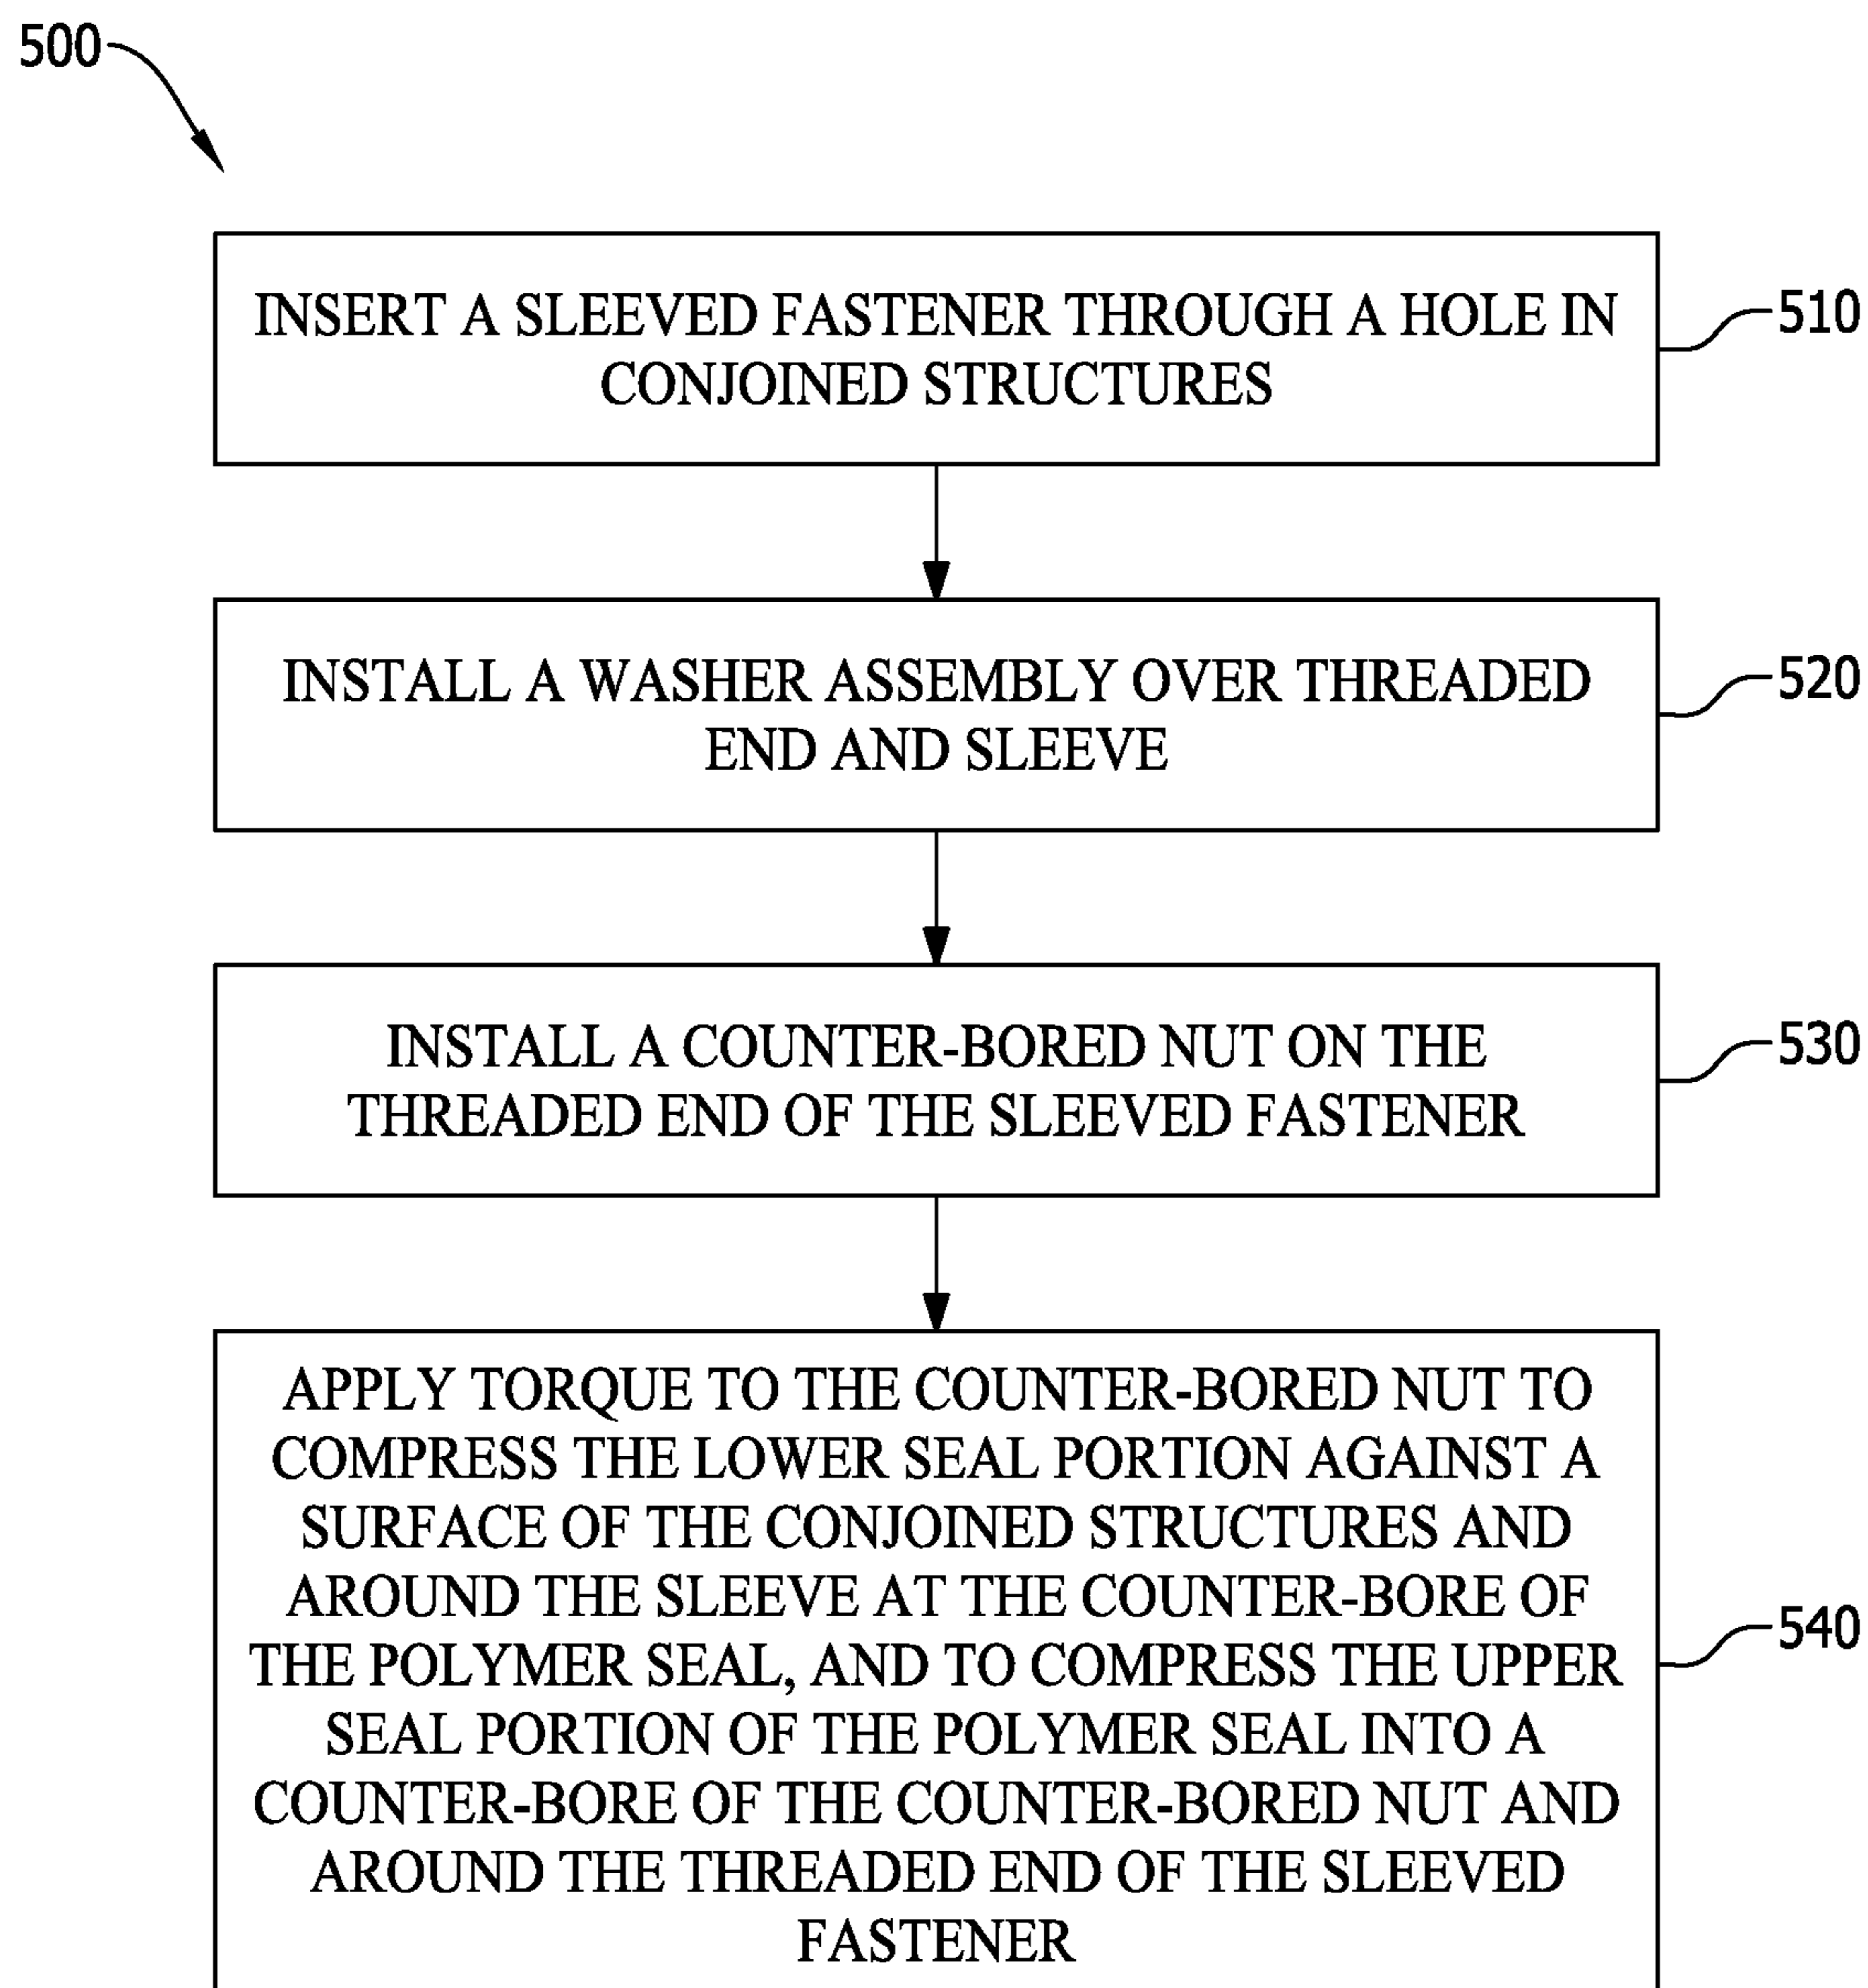 500
INSERT A SLEEVED FASTENER THROUGH A HOLE IN
CONJOINED STRUCTURES
510
INSTALL A WASHER ASSEMBLY OVER THREADED
END AND SLEEVE
520
INSTALL A COUNTER-BORED NUT ON THE
THREADED END OF THE SLEEVED FASTENER
530
APPLY TORQUE TO THE COUNTER-BORED NUT TO
COMPRESS THE LOWER SEAL PORTION AGAINST A
SURFACE OF THE CONJOINED STRUCTURES AND
AROUND THE SLEEVE AT THE COUNTER-BORE OF
THE POLYMER SEAL, AND TO COMPRESS THE UPPER
SEAL PORTION OF THE POLYMER SEAL INTO A
COUNTER-BORE OF THE COUNTER-BORED NUT AND
AROUND THE THREADED END OF THE SLEEVED
FASTENER
540